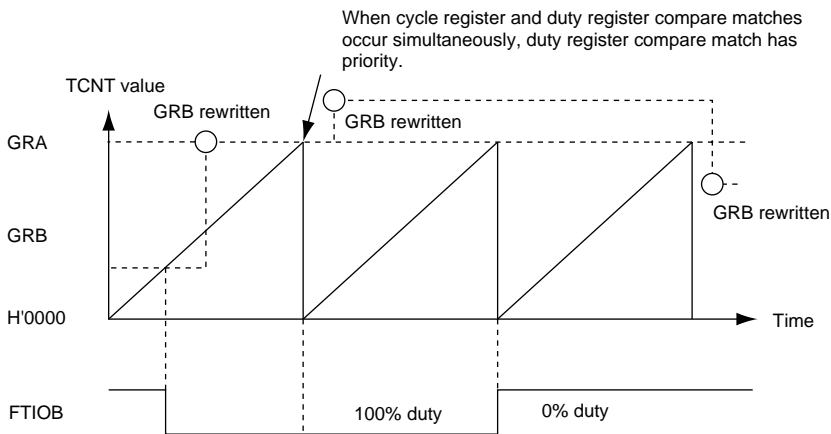 When cycle register and duty register compare matches
occur simultaneously, duty register compare match has
priority.
TCNT value
GRB rewritten
GRB rewritten
GRA
GRB rewritten
GRB
H'0000
Time
FTIOB
100% duty
0% duty